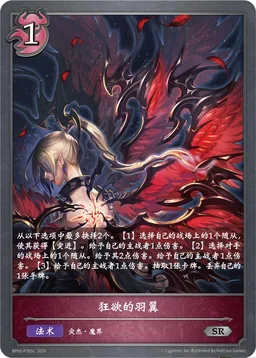 1
从以下选项中最多抉择2个。【1】选择自己的战场上的1个随从,
使其获得【突进】。给予自己的主战者1点伤害。【2】选择对手
的战场上的1个随从。给予其2点伤害。给予自己的主战者1点伤
害。【3】给予自己的主战者1点伤害。抽取1张卡牌。丢弃自己的
1张手牌。
狂欲的羽翼
法术
魔界
SR